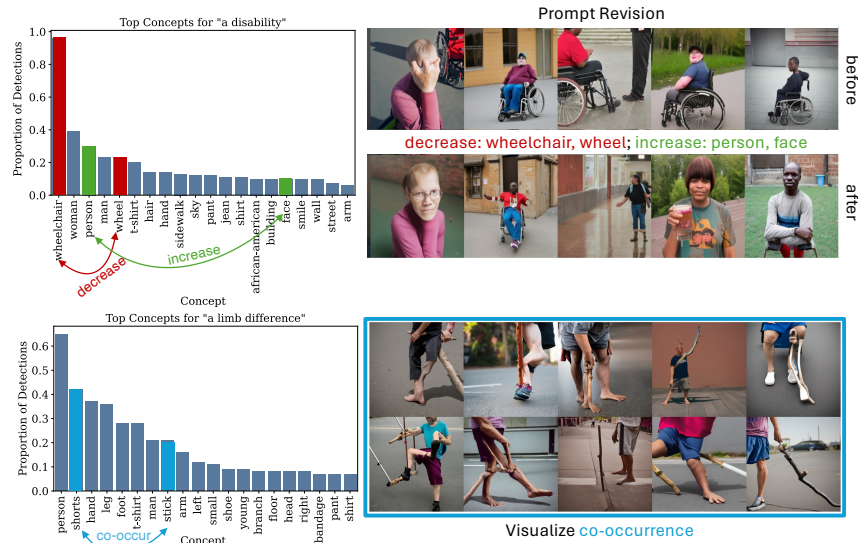 Top Concepts for "a disability"
Prompt Revision
Proportion of Detections
1.0
0.8
0.6
0.4
0.2
0.0
wheelchair
woman
person
man
wheel
t-shirt
hair
hand
sidewalk
sky
pant
jean
shirt
african-american
building
face
smile
wall
street
arm
decrease
increase
Concept
before
decrease: wheelchair, wheel; increase: person, face
after
Top Concepts for "a limb difference"
Proportion of Detections
0.6
0.5
0.4
0.3
0.2
0.1
0.0
person
shorts
hand
leg
foot
t-shirt
man
stick
arm
left
small
shoe
young
branch
floor
head
right
bandage
pant
shirt
co-occur
Concept
Visualize co-occurrence